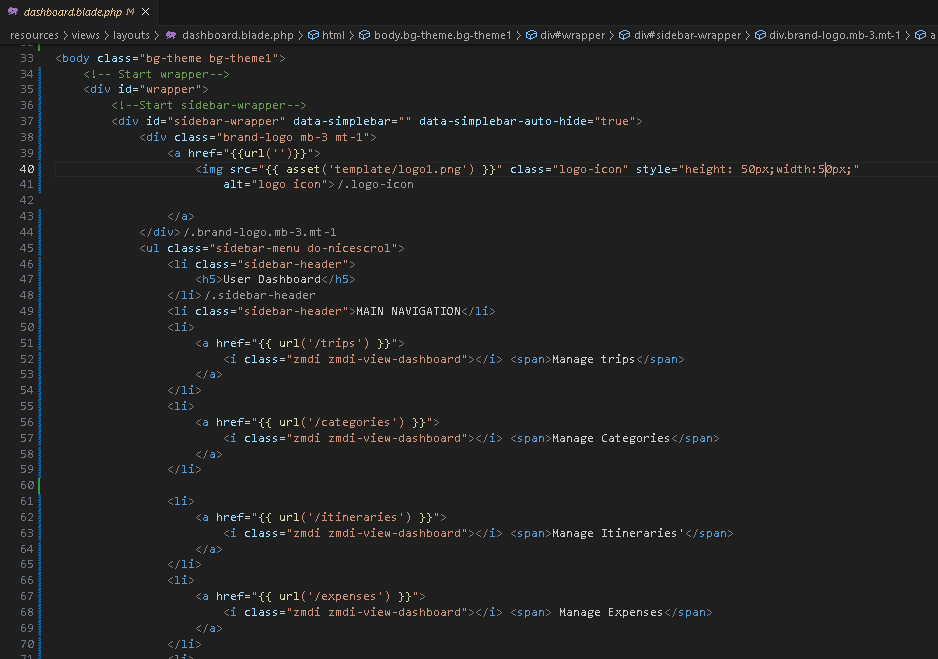 dashboard.blade.php M ×
resources > views > layouts > dashboard.blade.php > html > body.bg-theme.bg-theme1 > div#wrapper > div#sidebar-wrapper > div.brand-logo.mb-3.mt-1 > a
32
33 <body class="bg-theme bg-theme1">
34 <!-- Start wrapper-->
35 <div id="wrapper">
36 <!--Start sidebar-wrapper-->
37 <div id="sidebar-wrapper" data-simplebar="" data-simplebar-auto-hide="true">
38 <div class="brand-logo mb-3 mt-1">
39 <a href="{{url('')}}">
40 <img src="{{ asset('template/logo1.png') }}" class="logo-icon" style="height: 50px;width:50px;"
41 alt="logo icon">/.logo-icon
42
43 </a>
44 </div>/.brand-logo.mb-3.mt-1
45 <ul class="sidebar-menu do-nicescrol">
46 <li class="sidebar-header">
47 <h5>User Dashboard</h5>
48 </li>/.sidebar-header
49 <li class="sidebar-header">MAIN NAVIGATION</li>
50 <li>
51 <a href="{{ url('/trips') }}">
52 <i class="zmdi zmdi-view-dashboard"></i> <span>Manage trips</span>
53 </a>
54 </li>
55 <li>
56 <a href="{{ url('/categories') }}">
57 <i class="zmdi zmdi-view-dashboard"></i> <span>Manage Categories</span>
58 </a>
59 </li>
60
61 <li>
62 <a href="{{ url('/itineraries') }}">
63 <i class="zmdi zmdi-view-dashboard"></i> <span>Manage Itineraries'</span>
64 </a>
65 </li>
66 <li>
67 <a href="{{ url('/expenses') }}">
68 <i class="zmdi zmdi-view-dashboard"></i> <span> Manage Expenses</span>
69 </a>
70 </li>
71 <li>